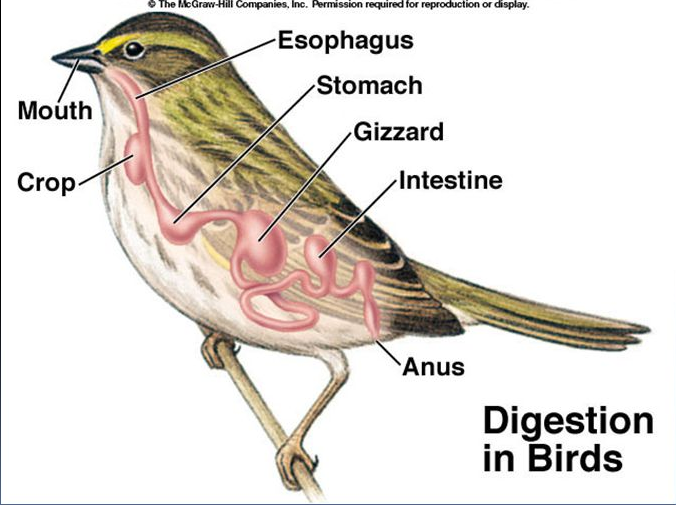 © The McGraw-Hill Companies, Inc. Permission required for reproduction or display.
Esophagus
Stomach
Mouth
Gizzard
Crop
Intestine
Anus
Digestion
in Birds